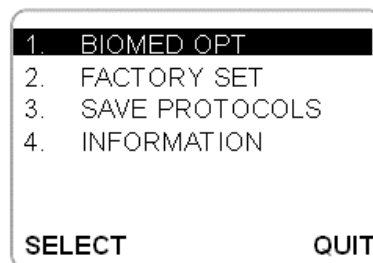 1. BIOMED OPT
2. FACTORY SET
3. SAVE PROTOCOLS
4. INFORMATION
SELECT QUIT